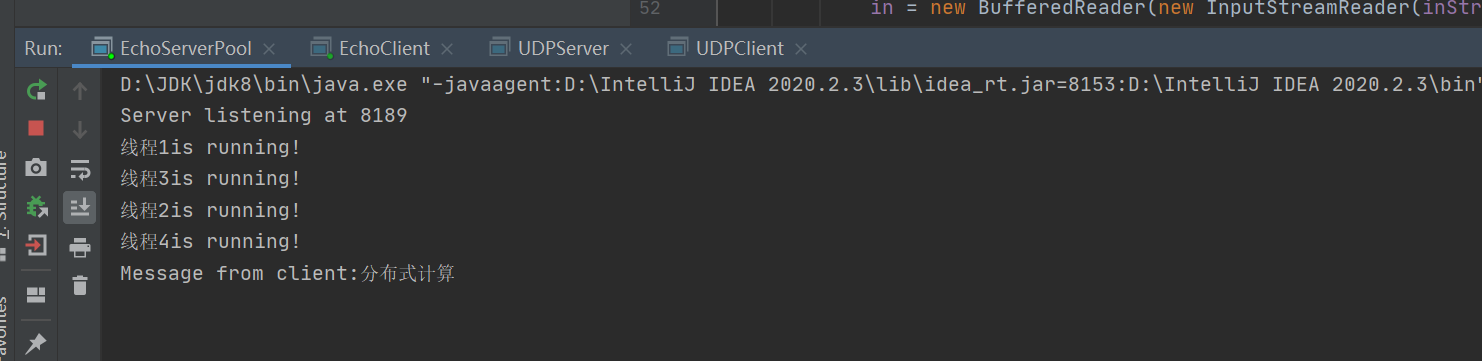 52
in = new BufferedReader(new InputStreamReader(inStr
Run: EchoServerPool EchoClient UDPServer UDPClient
D:\JDK\jdk8\bin\java.exe "-javaagent:D:\IntelliJ IDEA 2020.2.3\lib\idea_rt.jar=8153:D:\IntelliJ IDEA 2020.2.3\bin"
Server listening at 8189
线程1is running!
线程3is running!
线程2is running!
线程4is running!
Message from client:分布式计算
7: Structure
avorites